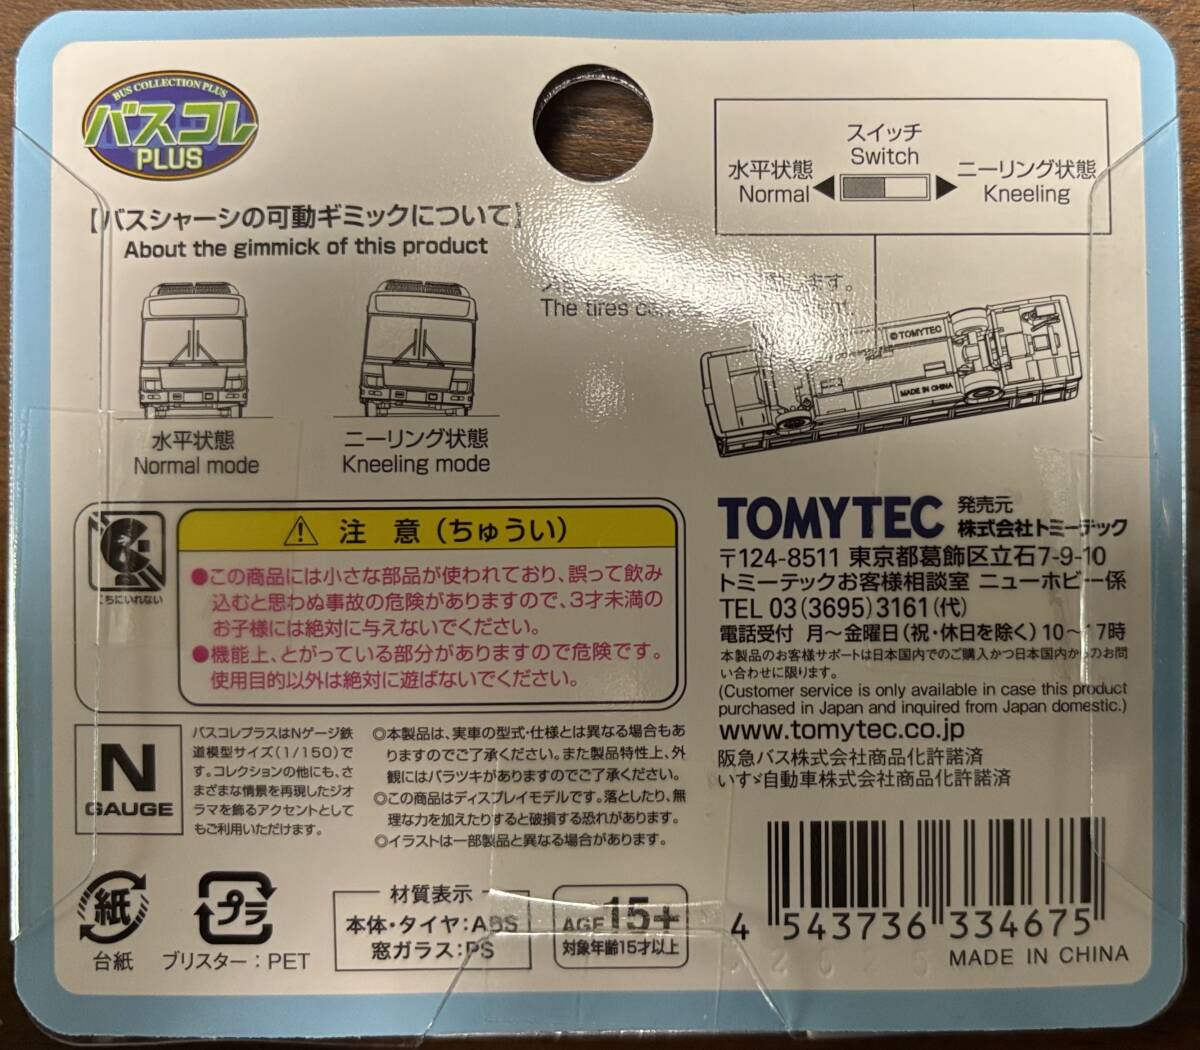 BUS COLLECTION PLUS
バスコレ
PLUS
【バスシャーシの可動ギミックについて】
About the gimmick of this product
水平状態
Normal mode
ニーリング状態
Kneeling mode
スイッチ
Switch
水平状態
Normal
ニーリング状態
Kneeling
ます。
The tires
©TOMYTEC
MADE IN CHINA
注意(ちゅうい)
●この商品には小さな部品が使われており、誤って飲み
込むと思わぬ事故の危険がありますので、3才未満の
お子様には絶対に与えないでください。
●機能上、とがっている部分がありますので危険です。
使用目的以外は絶対に遊ばないでください。
ちにいれない
TOMYTEC 発売元
株式会社トミーテック
〒124-8511 東京都葛飾区立石7-9-10
トミーテックお客様相談室 ニューホビー係
TEL 03(3695)3161(代)
電話受付 月〜金曜日(祝・休日を除く)10〜17時
本製品のお客様サポートは日本国内でのご購入かつ日本国内からのお問
い合わせに限ります。
(Customer service is only available in case this product
purchased in Japan and inquired from Japan domestic.)
www.tomytec.co.jp
阪急バス株式会社商品化許諾済
いすゞ自動車株式会社商品化許諾済
N
GAUGE
バスコレプラスはNゲージ鉄
道模型サイズ(1/150)で
す。コレクションの他にも、さ
まざまな情景を再現したジオ
ラマを飾るアクセントとして
もご利用いただけます。
◎本製品は、実車の型式・仕様とは異なる場合もあ
りますのでご了承ください。また製品特性上、外
観にはバラツキがありますのでご了承ください。
◎この商品はディスプレイモデルです。落としたり、無
理な力を加えたりすると破損する恐れがあります。
◎イラストは一部製品と異なる場合があります。
紙
台紙
プラ
ブリスター：PET
材質表示
本体・タイヤ：ABS
窓ガラス：PS
AGE 15+
対象年齢15才以上
4 543736 334675
MADE IN CHINA